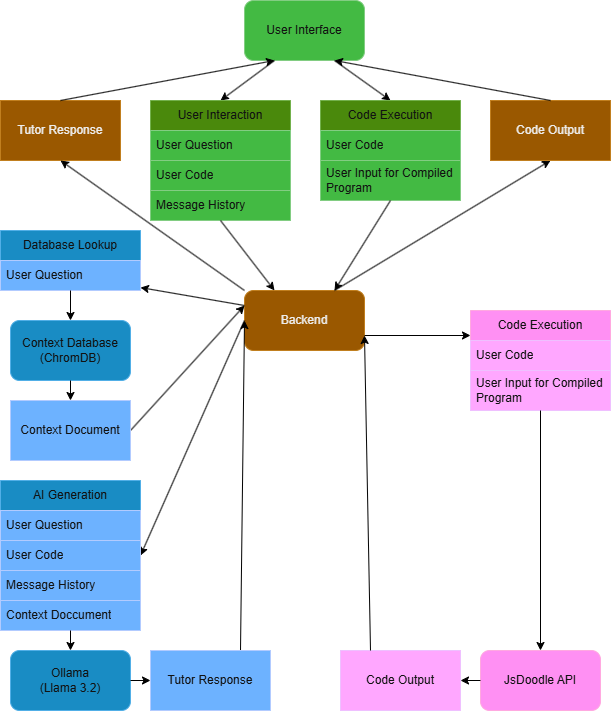 User Interface
Tutor Response
User Interaction
User Question
User Code
Message History
Code Execution
User Code
User Input for Compiled
Program
Code Output
Database Lookup
User Question
Context Database
(ChromDB)
Context Document
Backend
Code Execution
User Code
User Input for Compiled
Program
AI Generation
User Question
User Code
Message History
Context Doccument
Ollama
(Llama 3.2)
Tutor Response
Code Output
JsDoodle API